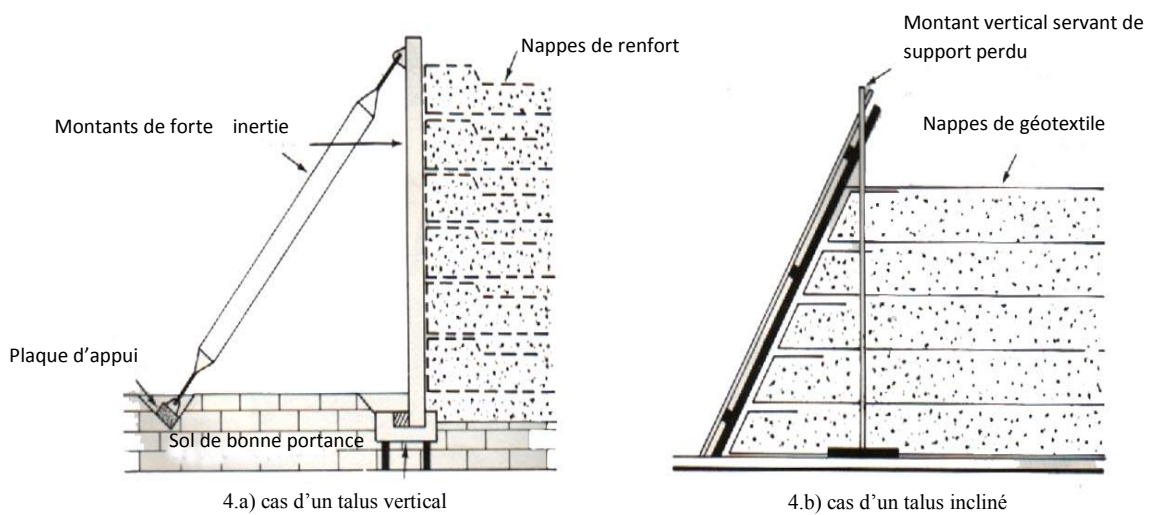 Nappes de renfort
Montants de forte inertie
Plaque d'appui
Sol de bonne portance
4.a) cas d'un talus vertical
Montant vertical servant de
support perdu
Nappes de géotextile
4.b) cas d'un talus incliné